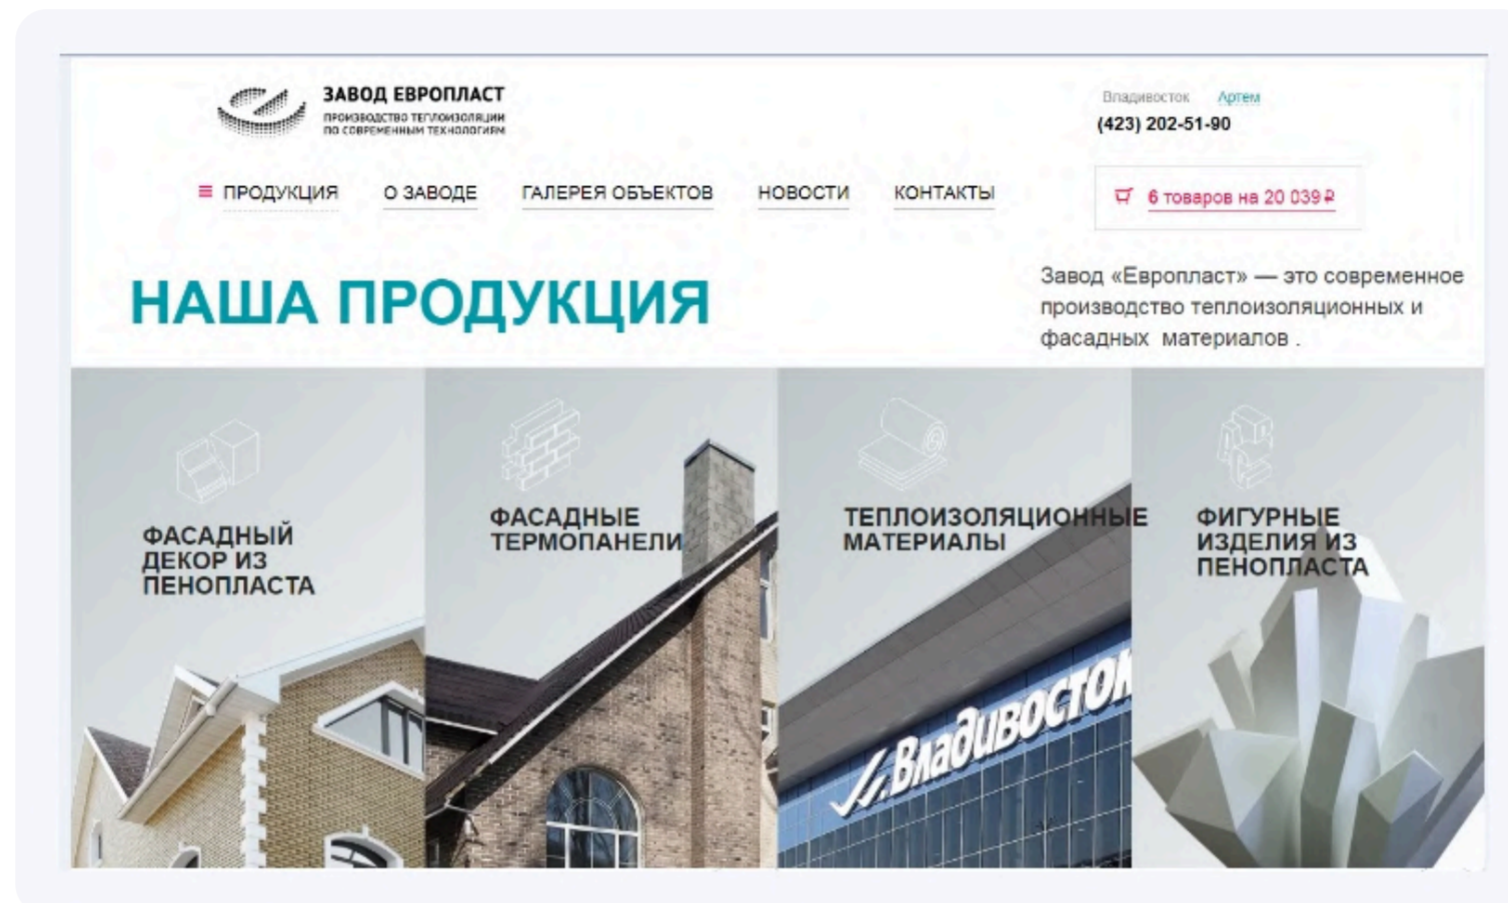 ЗАВОД ЕВРОПЛАСТ
ПРОИЗВОДСТВО ТЕПЛОИЗОЛЯЦИИ
ПО СОВРЕМЕННЫМ ТЕХНОЛОГИЯМ
Владивосток Артем
(423) 202-51-90
ПРОДУКЦИЯ О ЗАВОДЕ ГАЛЕРЕЯ ОБЪЕКТОВ НОВОСТИ КОНТАКТЫ
6 товаров на 20 039 ₽
НАША ПРОДУКЦИЯ
Завод «Европласт» — это современное
производство теплоизоляционных и
фасадных материалов .
ФАСАДНЫЙ
ДЕКОР ИЗ
ПЕНОПЛАСТА
ФАСАДНЫЕ
ТЕРМОПАНЕЛИ
ТЕПЛОИЗОЛЯЦИОННЫЕ
МАТЕРИАЛЫ
ФИГУРНЫЕ
ИЗДЕЛИЯ ИЗ
ПЕНОПЛАСТА
Владивосток